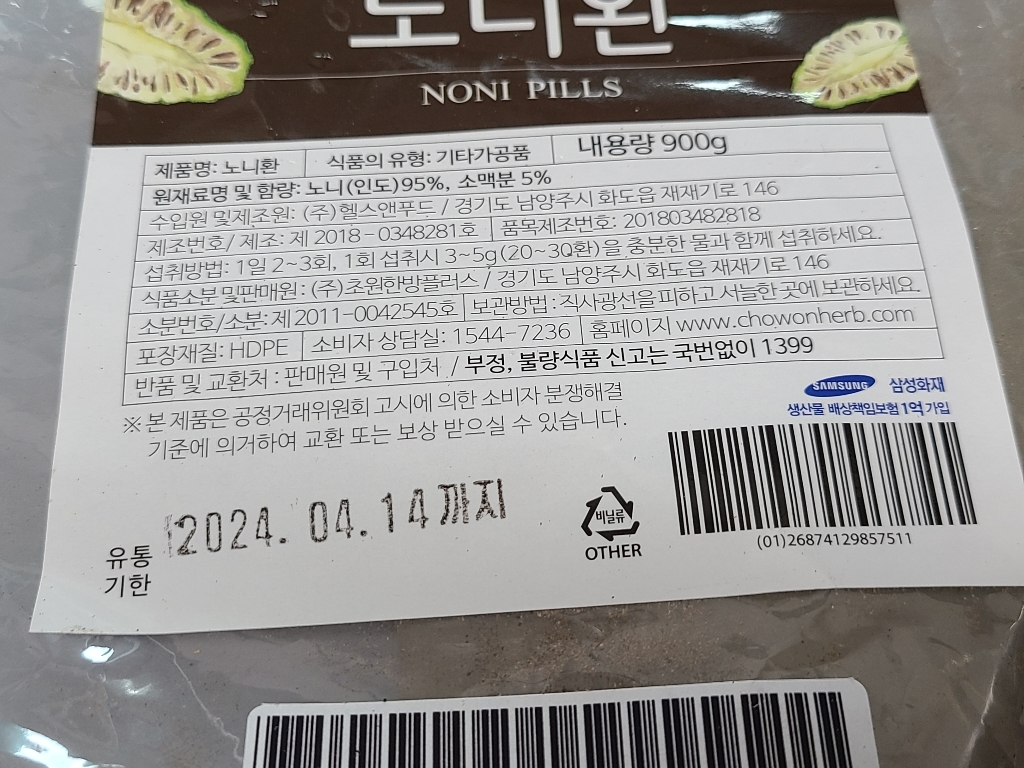 노니환
NONI PILLS
제품명: 노니환 식품의 유형: 기타가공품 내용량 900g
원재료명 및 함량: 노니(인도)95%, 소맥분 5%
수입원 및제조원: (주)헬스앤푸드 / 경기도 남양주시 화도읍 재재기로 146
제조번호/ 제조: 제 2018-0348281호 품목제조번호: 201803482818
섭취방법: 1일 2~3회, 1회 섭취시 3~5g(20~30환)을 충분한 물과 함께 섭취하세요.
식품소분 및판매원: (주)초원한방플러스 / 경기도 남양주시 화도읍 재재기로 146
소분번호/소분: 제2011-0042545호 보관방법: 직사광선을피하고 서늘한 곳에 보관하세요.
포장재질: HDPE 소비자 상담실: 1544-7236 홈페이지 www.chowonherb.com
반품 및 교환처 : 판매원 및 구입처 / 부정, 불량식품 신고는 국번없이 1399
※ 본 제품은 공정거래위원회 고시에 의한 소비자 분쟁해결
기준에 의거하여 교환 또는 보상 받으실 수 있습니다.
SAMSUNG 삼성화재
생산물 배상책임보험 1억 가입
유통
기한
2024. 04. 14 까지
비닐류
OTHER
(01)26874129857511